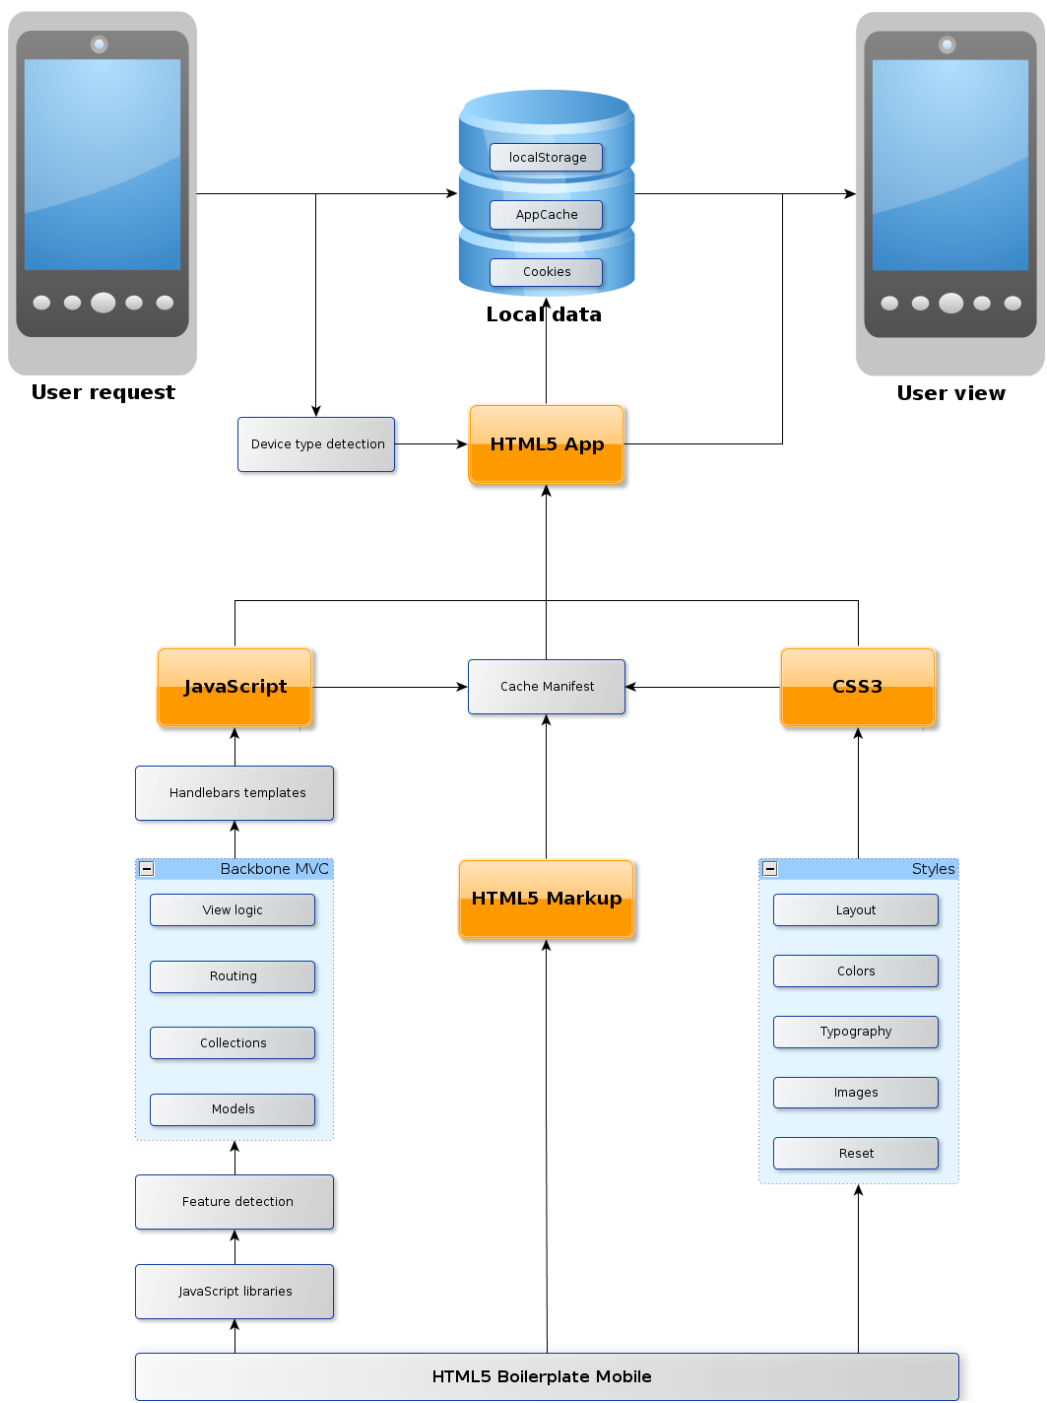 localStorage
AppCache
Cookies
Local data
User request
User view
Device type detection
HTML5 App
JavaScript
Cache Manifest
CSS3
Handlebars templates
Backbone MVC
View logic
Routing
Collections
Models
HTML5 Markup
Styles
Layout
Colors
Typography
Images
Reset
Feature detection
JavaScript libraries
HTML5 Boilerplate Mobile